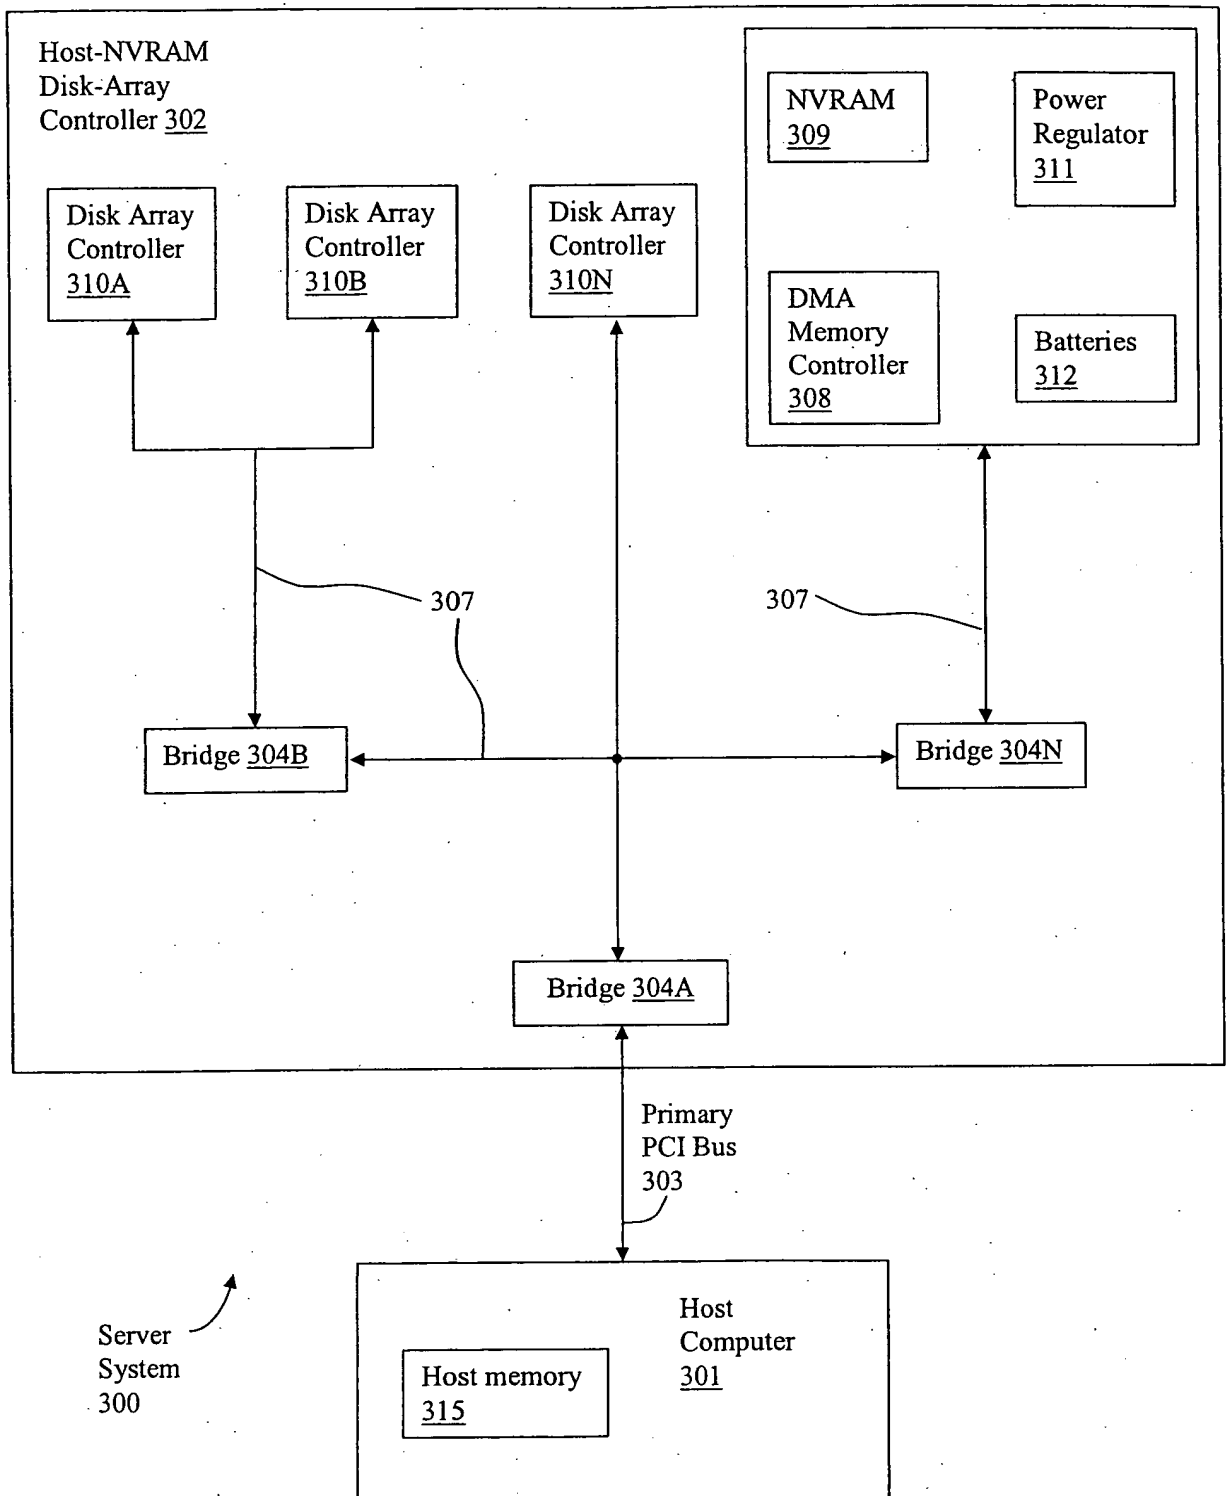 Host-NVRAM
Disk-Array
Controller 302
NVRAM
309
Power
Regulator
311
Disk Array
Controller
310A
Disk Array
Controller
310B
Disk Array
Controller
310N
DMA
Memory
Controller
308
Batteries
312
307
307
Bridge 304B
Bridge 304N
Bridge 304A
Primary
PCI Bus
303
Server
System
300
Host
Computer
301
Host memory
315